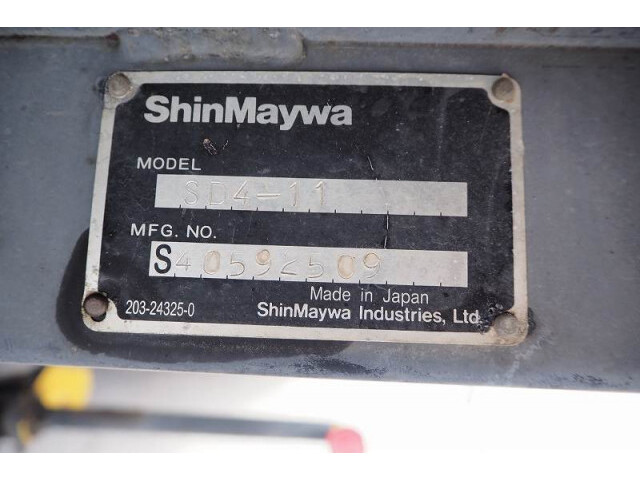 ShinMaywa
MODEL
SD4-11
MFG. NO.
S40592509
Made in Japan
203-24325-0
ShinMaywa Industries, Ltd.